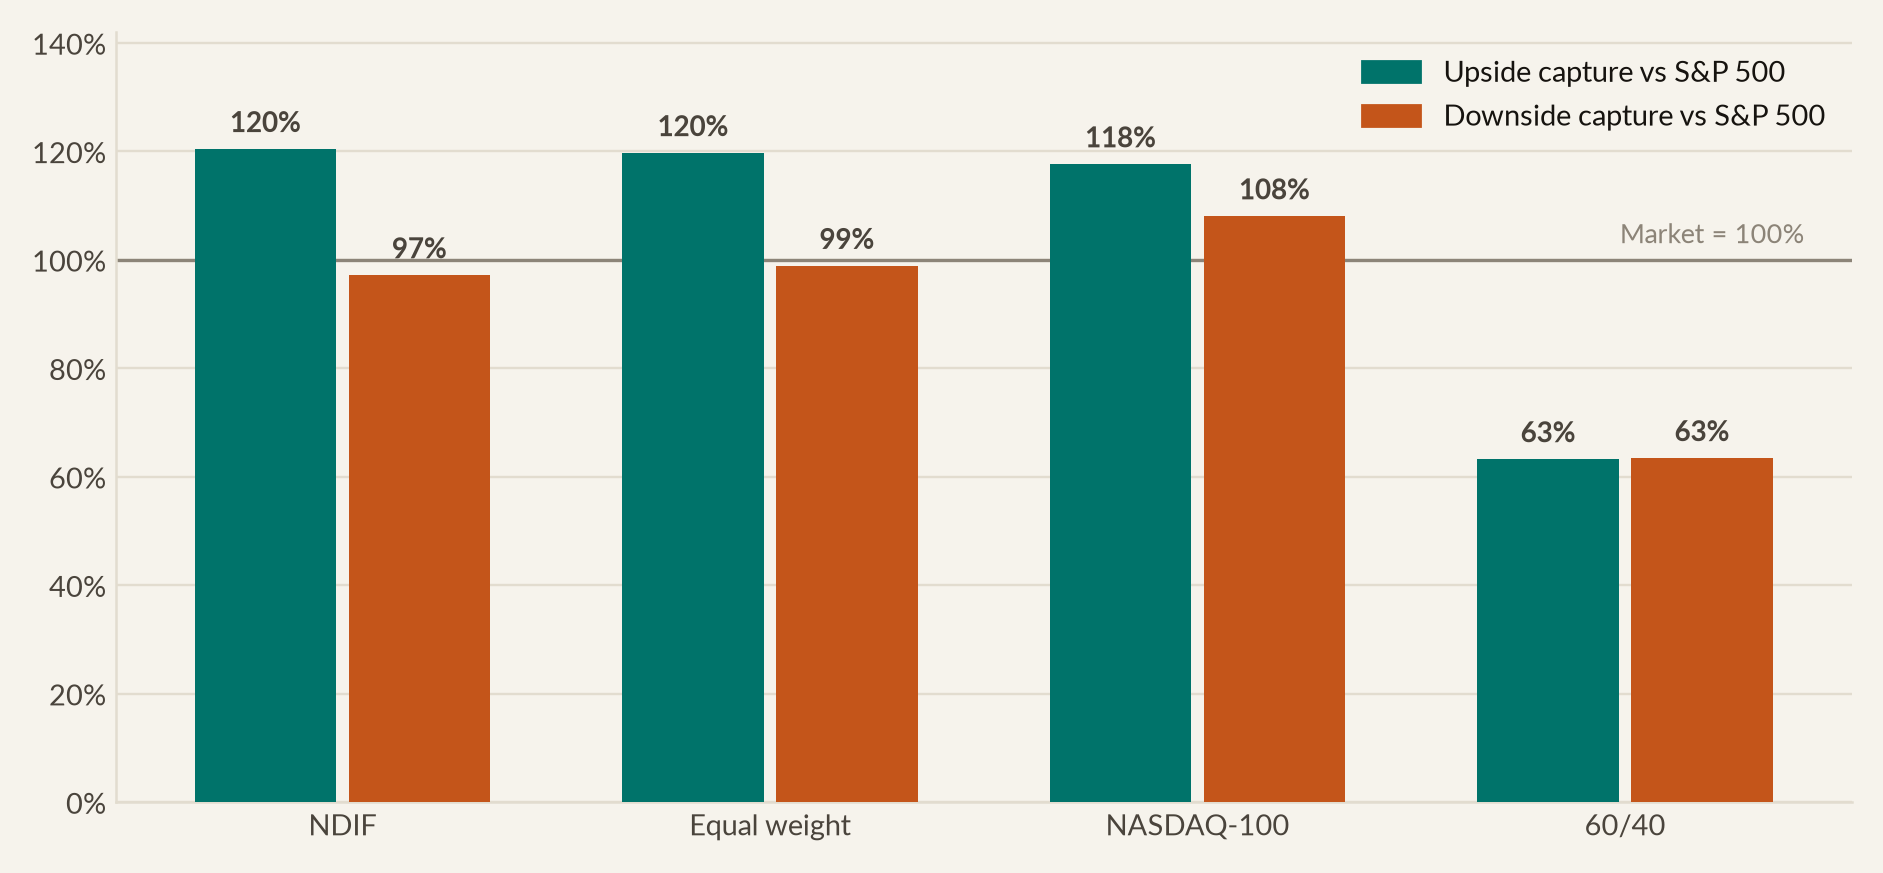 140%
120%
100%
80%
60%
40%
20%
0%
Upside capture vs S&P 500
Downside capture vs S&P 500
Market = 100%
120%
97%
120%
99%
118%
108%
63%
63%
NDIF
Equal weight
NASDAQ-100
60/40